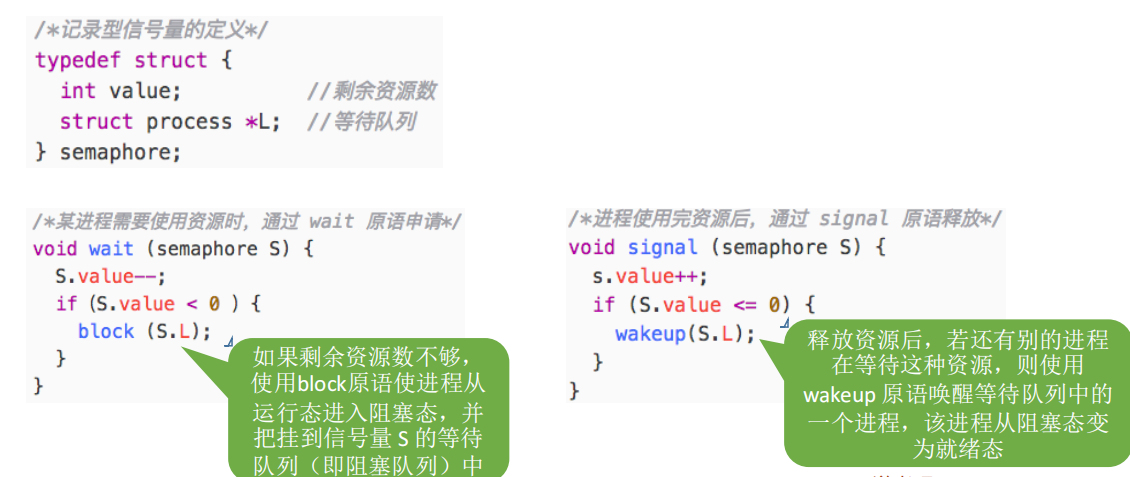 /*记录型信号量的定义*/
typedef struct {
int value; //剩余资源数
struct process *L; //等待队列
} semaphore;
/*某进程需要使用资源时，通过 wait 原语申请*/
void wait (semaphore S) {
S.value--;
if (S.value < 0 ) {
block (S.L);
}
}
如果剩余资源数不够，
使用block原语使进程从
运行态进入阻塞态，并
把挂到信号量 S 的等待
队列（即阻塞队列）中
/*进程使用完资源后，通过 signal 原语释放*/
void signal (semaphore S) {
s.value++;
if (S.value <= 0) {
wakeup(S.L);
}
}
释放资源后，若还有别的进程
在等待这种资源，则使用
wakeup 原语唤醒等待队列中的
一个进程，该进程从阻塞态变
为就绪态